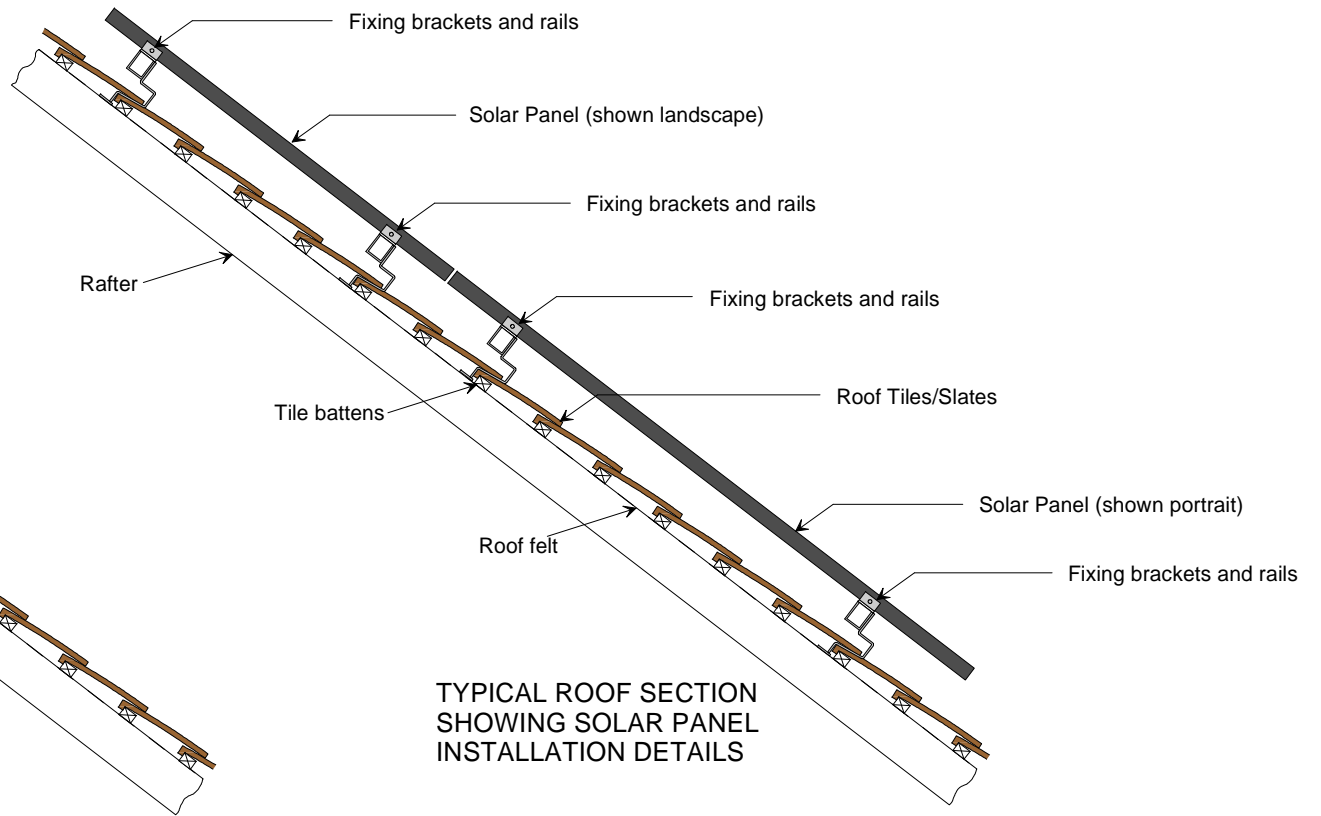 Fixing brackets and rails
Solar Panel (shown landscape)
Fixing brackets and rails
Rafter
Fixing brackets and rails
Roof Tiles/Slates
Tile battens
Solar Panel (shown portrait)
Roof felt
Fixing brackets and rails
TYPICAL ROOF SECTION
SHOWING SOLAR PANEL
INSTALLATION DETAILS